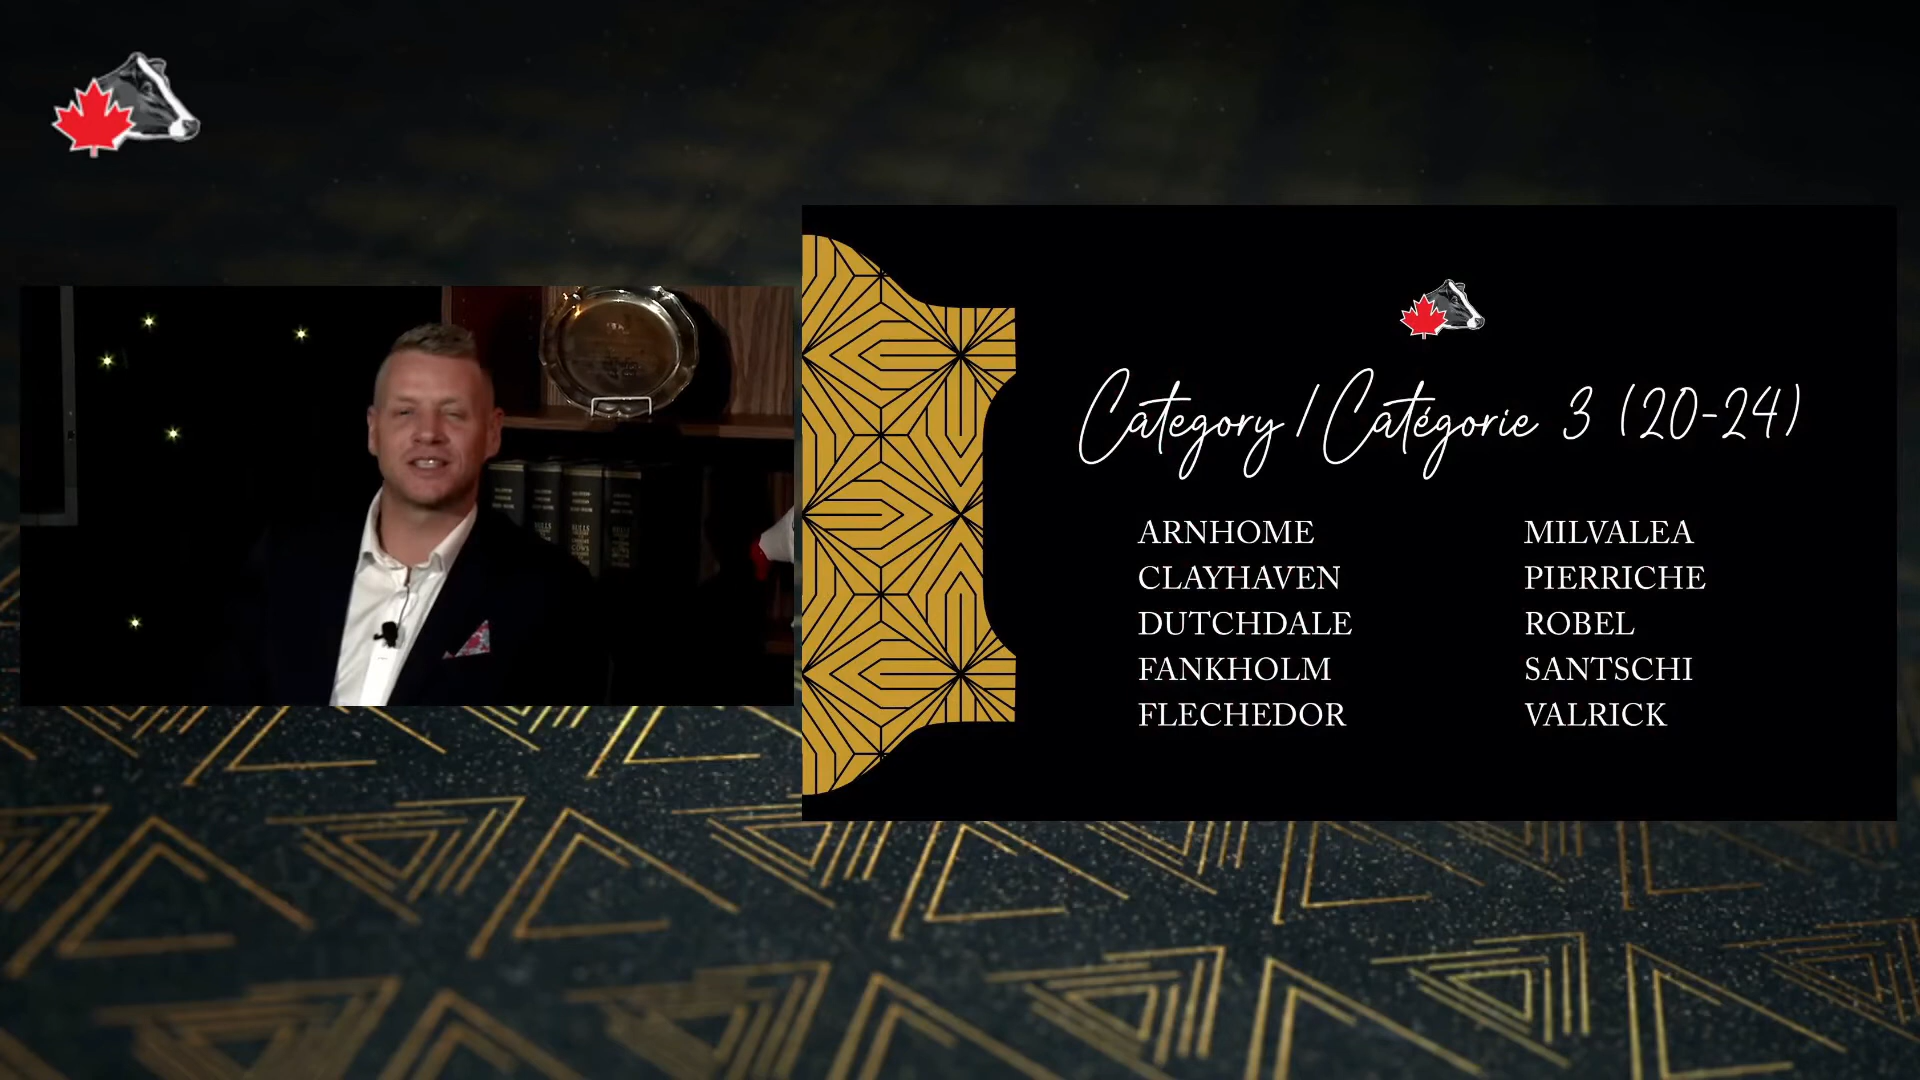 Category / Catégorie 3 (20-24)
ARNHOME
CLAYHAVEN
DUTCHDALE
FANKHOLM
FLECHEDOR
MILVALEA
PIERRICHE
ROBEL
SANTSCHI
VALRICK